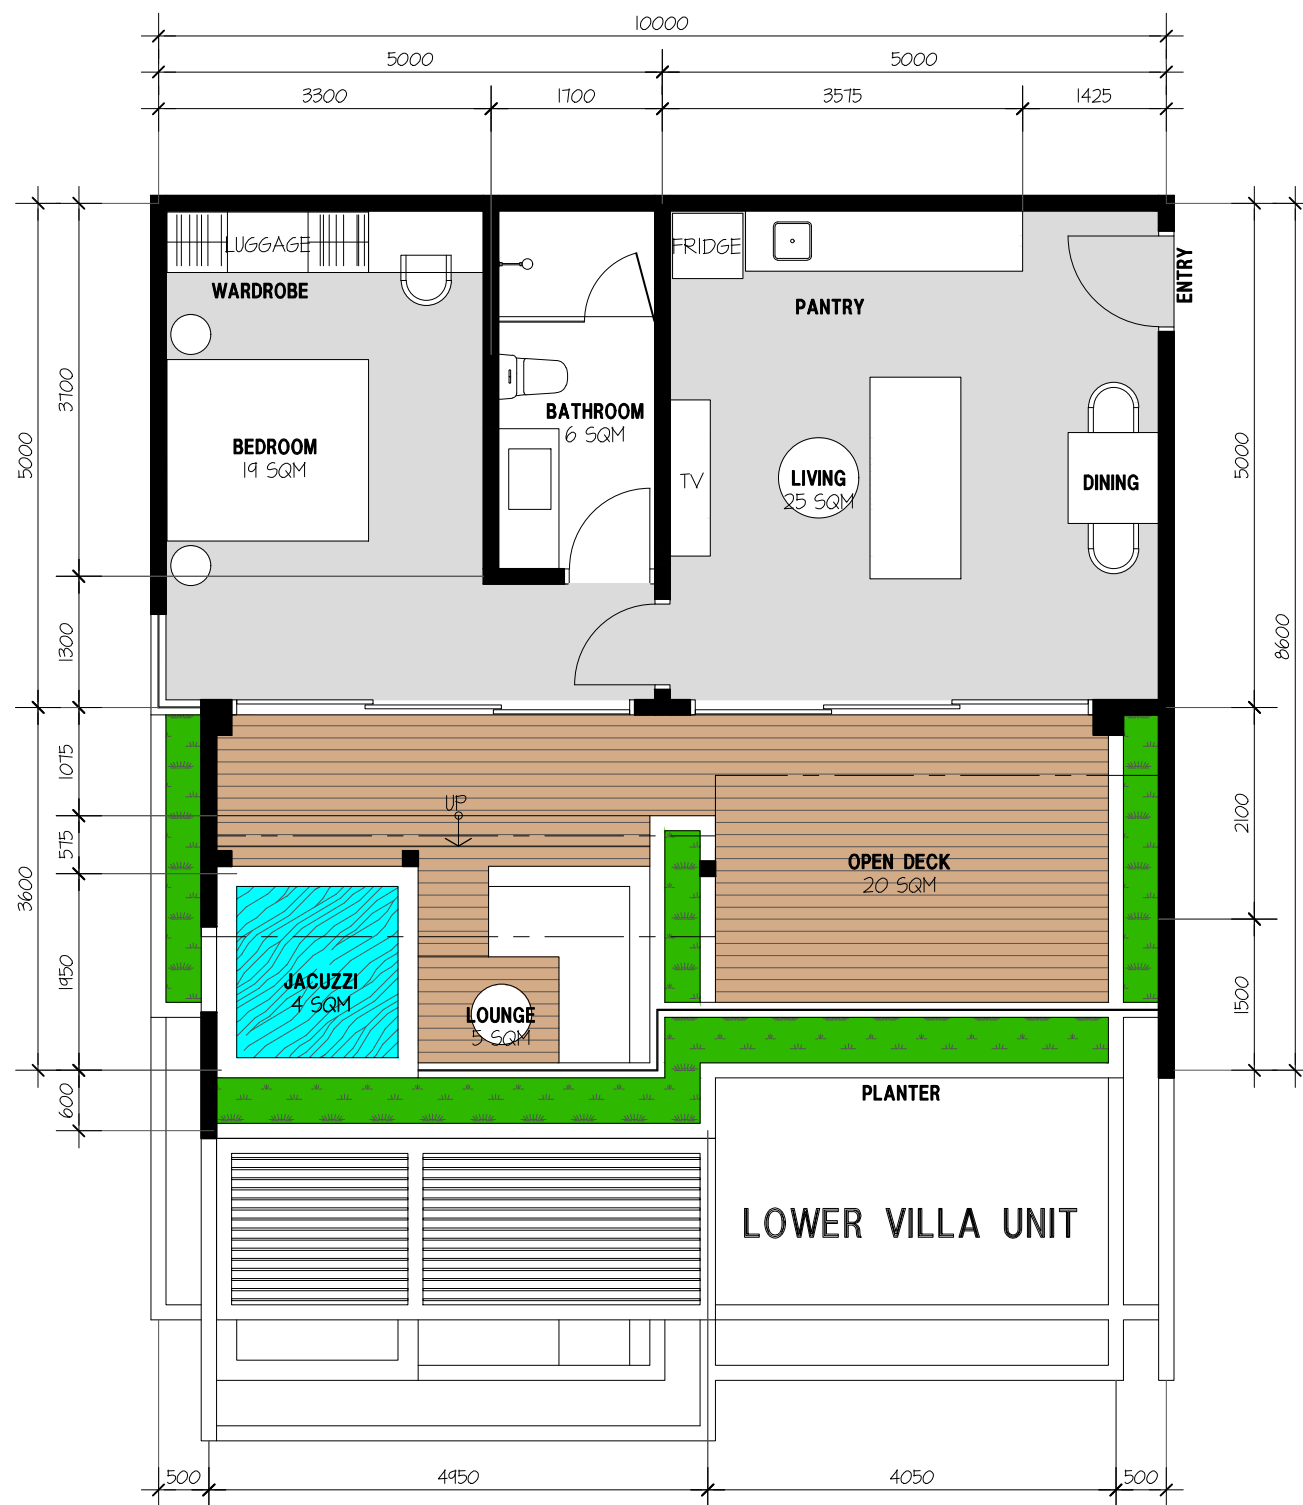 10000
5000
5000
3300
1700
3575
1425
LUGGAGE
WARDROBE
FRIDGE
PANTRY
ENTRY
3700
5000
BEDROOM
19 SQM
BATHROOM
6 SQM
TV
LIVING
25 SQM
DINING
5000
1300
8600
1075
UP
2100
575
OPEN DECK
20 SQM
3600
1950
JACUZZI
4 SQM
LOUNGE
5 SQM
1500
600
PLANTER
LOWER VILLA UNIT
500
4950
4050
500